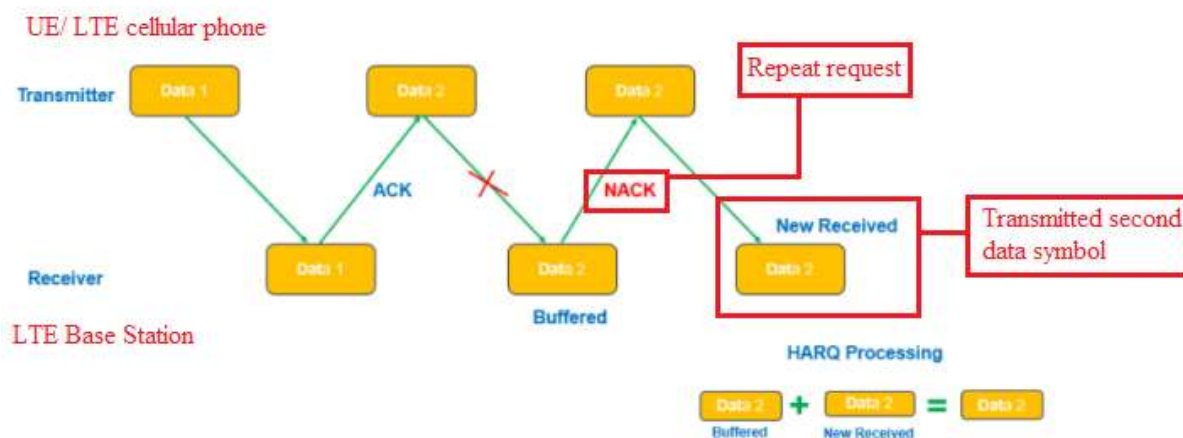 UE/ LTE cellular phone
Repeat request
Transmitter
Data 1
Data 2
Data 2
ACK
NACK
New Received
Transmitted second
data symbol
Receiver
Data 1
Data 2
Data 2
Buffered
LTE Base Station
HARQ Processing
Data 2 + Data 2 = Data 2
Buffered
New Received